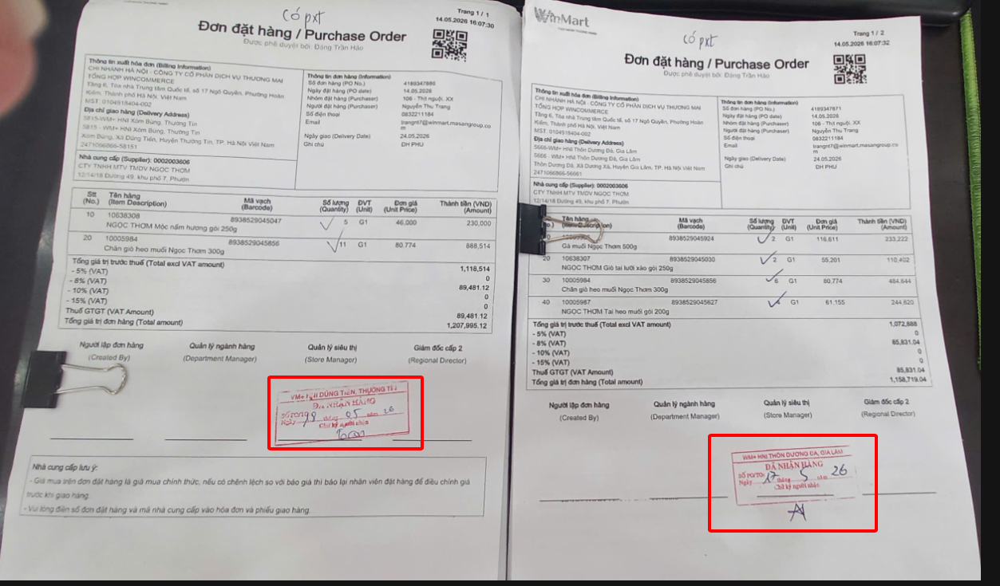 Có pxt
Trang 1 / 1
14.05.2026 16:07:30
Đơn đặt hàng / Purchase Order
Được phê duyệt bởi: Đặng Trần Hảo
Thông tin xuất hóa đơn (Billing Information)
CHI NHÁNH HÀ NỘI - CÔNG TY CỔ PHẦN DỊCH VỤ THƯƠNG MẠI
TỔNG HỢP WINCOMMERCE
Tầng 6, Tòa nhà Trung tâm Quốc tế, số 17 Ngô Quyền, Phường Hoàn
Kiếm, Thành phố Hà Nội, Việt Nam
MST: 0104918404-002
Địa chỉ giao hàng (Delivery Address)
5815-WM+ HNI Xóm Búng, Thường Tín
5815 - WM+ HNI Xóm Búng, Thường Tín
Xóm Búng, Xã Dũng Tiến, Huyện Thường Tín, TP. Hà Nội Việt Nam
2471066866-58151
Nhà cung cấp (Supplier): 0002003606
CTY TNHH MTV TMDV NGỌC THƠM
12/14/18 Đường 49, khu phố 7, Phườn
Thông tin đơn hàng (Information)
Số đơn hàng (PO No.) 4189347886
Ngày đặt hàng (PO date) 14.05.2026
Nhóm đặt hàng (Purchaser) 106 - Thịt nguội, XX
Người đặt hàng (Purchaser) Nguyễn Thu Trang
Số điện thoại 0832211184
Email trangnt7@winmart.masangroup.co
m
Ngày giao (Delivery Date) 24.05.2026
Ghi chú DH PHU
Stt Tên hàng Mã vạch Số lượng ĐVT Đơn giá Thành tiền (VND)
(No.) (Item Description) (Barcode) (Quantity) (Unit) (Unit Price) (Amount)
10 10638308 8938529045047 5 G1 46,000 230,000
NGỌC THƠM Mộc nấm hương gói 250g
20 10005984 8938529045856 11 G1 80.774 888,514
Chân giò heo muối Ngọc Thơm 300g
Tổng giá trị trước thuế (Total excl VAT amount) 1,118,514
- 5% (VAT) 0
- 8% (VAT) 89,481.12
- 10% (VAT) 0
- 15% (VAT) 0
Thuế GTGT (VAT Amount) 89,481.12
Tổng giá trị đơn hàng (Total amount) 1,207,995.12
Người lập đơn hàng Quản lý ngành hàng Quản lý siêu thị Giám đốc cấp 2
(Created By) (Department Manager) (Store Manager) (Regional Director)
DŨNG TIẾN, THƯỜNG TÍN
ĐÃ NHẬN HÀNG
Ngày 18 tháng 05 năm 26
Chữ ký người nhận
Nhà cung cấp lưu ý:
- Giá mua trên đơn đặt hàng là giá mua chính thức, nếu có chênh lệch so với báo giá thì báo lại nhân viên đặt hàng để điều chỉnh giá
trước khi giao hàng.
- Vui lòng điền số đơn đặt hàng và mã nhà cung cấp vào hóa đơn và phiếu giao hàng.
WinMart
có pxt
Trang 1 / 2
14.05.2026 16:07:32
Đơn đặt hàng / Purchase Order
Được phê duyệt bởi: Đặng Trần Hảo
Thông tin xuất hóa đơn (Billing Information)
CHI NHÁNH HÀ NỘI - CÔNG TY CỔ PHẦN DỊCH VỤ THƯƠNG MẠI
TỔNG HỢP WINCOMMERCE
Tầng 6, Tòa nhà Trung tâm Quốc tế, số 17 Ngô Quyền, Phường Hoàn
Kiếm, Thành phố Hà Nội, Việt Nam
MST: 0104918404-002
Địa chỉ giao hàng (Delivery Address)
5666-WM+ HNI Thôn Dương Đá, Gia Lâm
5666 - WM+ HNI Thôn Dương Đá, Gia Lâm
Thôn Dương Đá, Xã Dương Xá, Huyện Gia Lâm, TP. Hà Nội Việt Nam
2471066866-56661
Nhà cung cấp (Supplier): 0002003606
CTY TNHH MTV TMDV NGỌC THƠM
12/14/18 Đường 49, khu phố 7, Phườn
Thông tin đơn hàng (Information)
Số đơn hàng (PO No.) 4189347671
Ngày đặt hàng (PO date) 14.05.2026
Nhóm đặt hàng (Purchaser) 106 - Thịt nguội, XX
Người đặt hàng (Purchaser) Nguyễn Thu Trang
Số điện thoại 0832211184
Email trangnt7@winmart.masangroup.co
m
Ngày giao (Delivery Date) 24.05.2026
Ghi chú DH PHU
Tên hàng Mã vạch Số lượng ĐVT Đơn giá Thành tiền (VND)
(Barcode) (Quantity) (Unit) (Unit Price) (Amount)
8938529045924 2 G1 116,611 233,222
Gà muối Ngọc Thơm 500g
20 10638307 8938529045030 2 G1 55,201 110,402
NGỌC THƠM Giò tai lưỡi xào gói 250g
30 10005984 8938529045856 6 G1 80,774 484,644
Chân giò heo muối Ngọc Thơm 300g
40 10005987 8938529045627 4 G1 61.155 244,620
NGỌC THƠM Tai heo muối gói 200g
Tổng giá trị trước thuế (Total excl VAT amount) 1,072,888
- 5% (VAT) 0
- 8% (VAT) 85,831.04
- 10% (VAT) 0
- 15% (VAT) 0
Thuế GTGT (VAT Amount) 85,831.04
Tổng giá trị đơn hàng (Total amount) 1,158,719.04
Người lập đơn hàng Quản lý ngành hàng Quản lý siêu thị Giám đốc cấp 2
(Created By) (Department Manager) (Store Manager) (Regional Director)
WM+ HNI THÔN DƯƠNG ĐÁ, GIA LÂM
ĐÃ NHẬN HÀNG
SỐ PO/TO:
Ngày 17 tháng 5 năm 26
Chữ ký người nhận